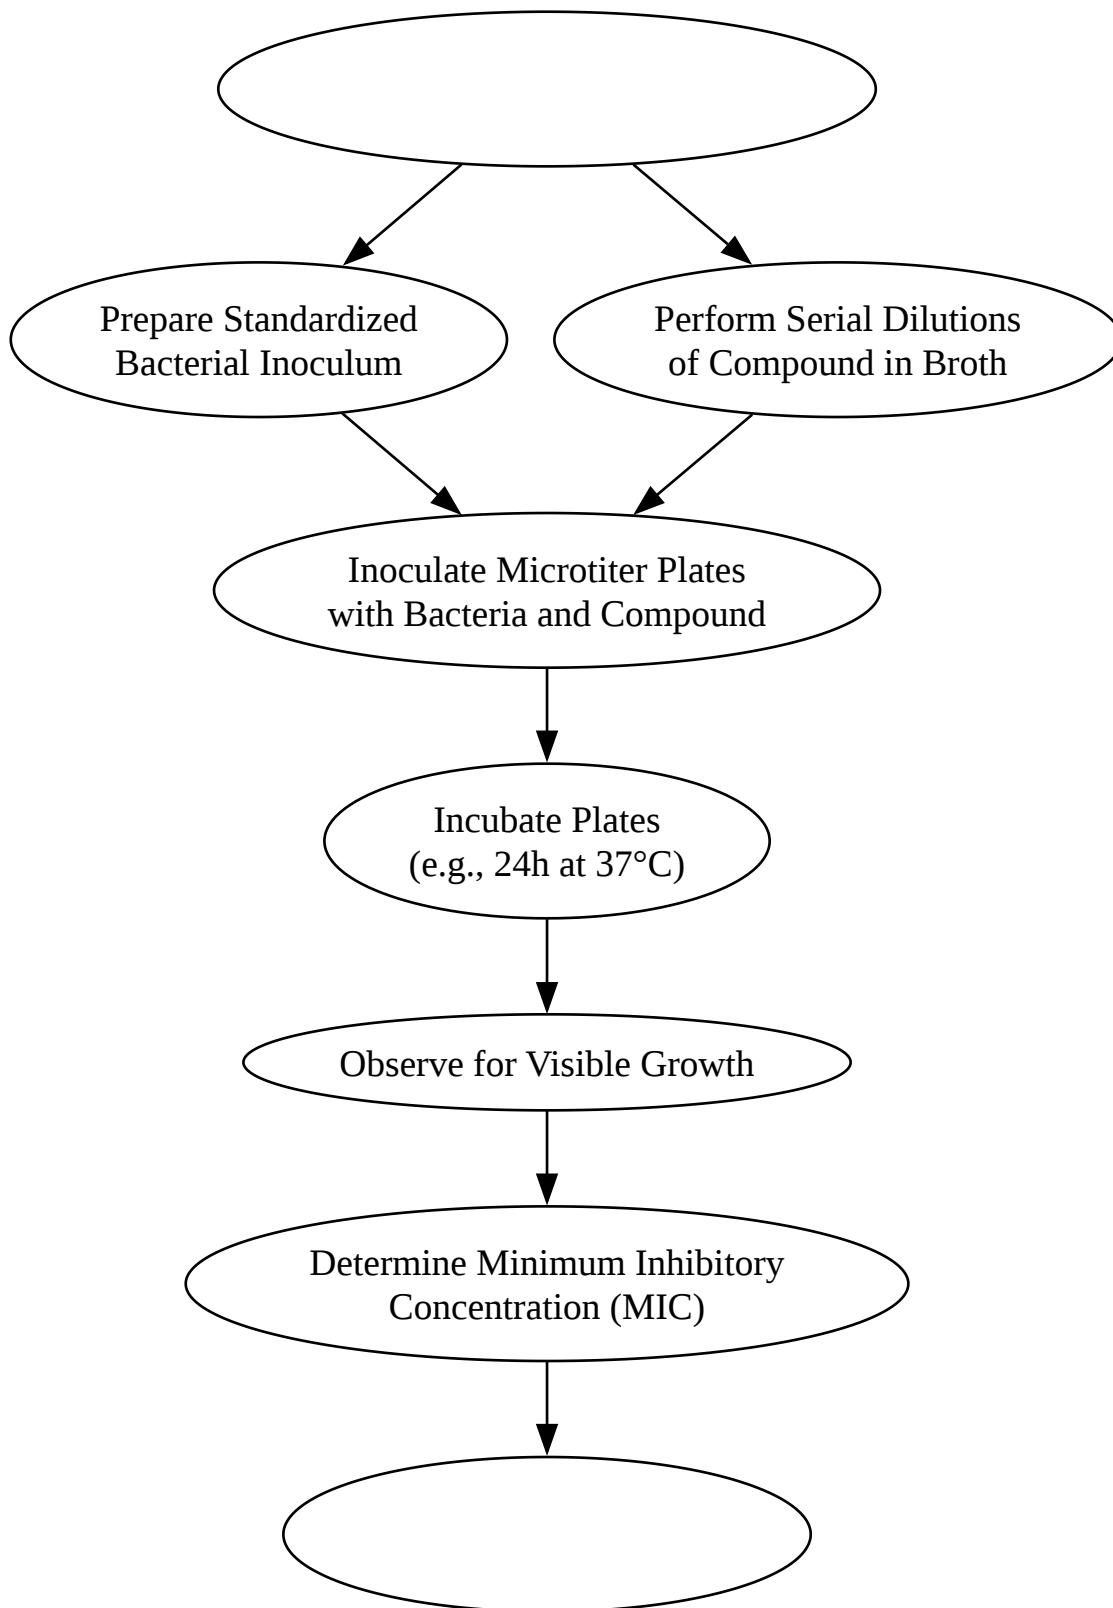 Prepare Standardized
Bacterial Inoculum
Perform Serial Dilutions
of Compound in Broth
Inoculate Microtiter Plates
with Bacteria and Compound
Incubate Plates
(e.g., 24h at 37°C)
Observe for Visible Growth
Determine Minimum Inhibitory
Concentration (MIC)